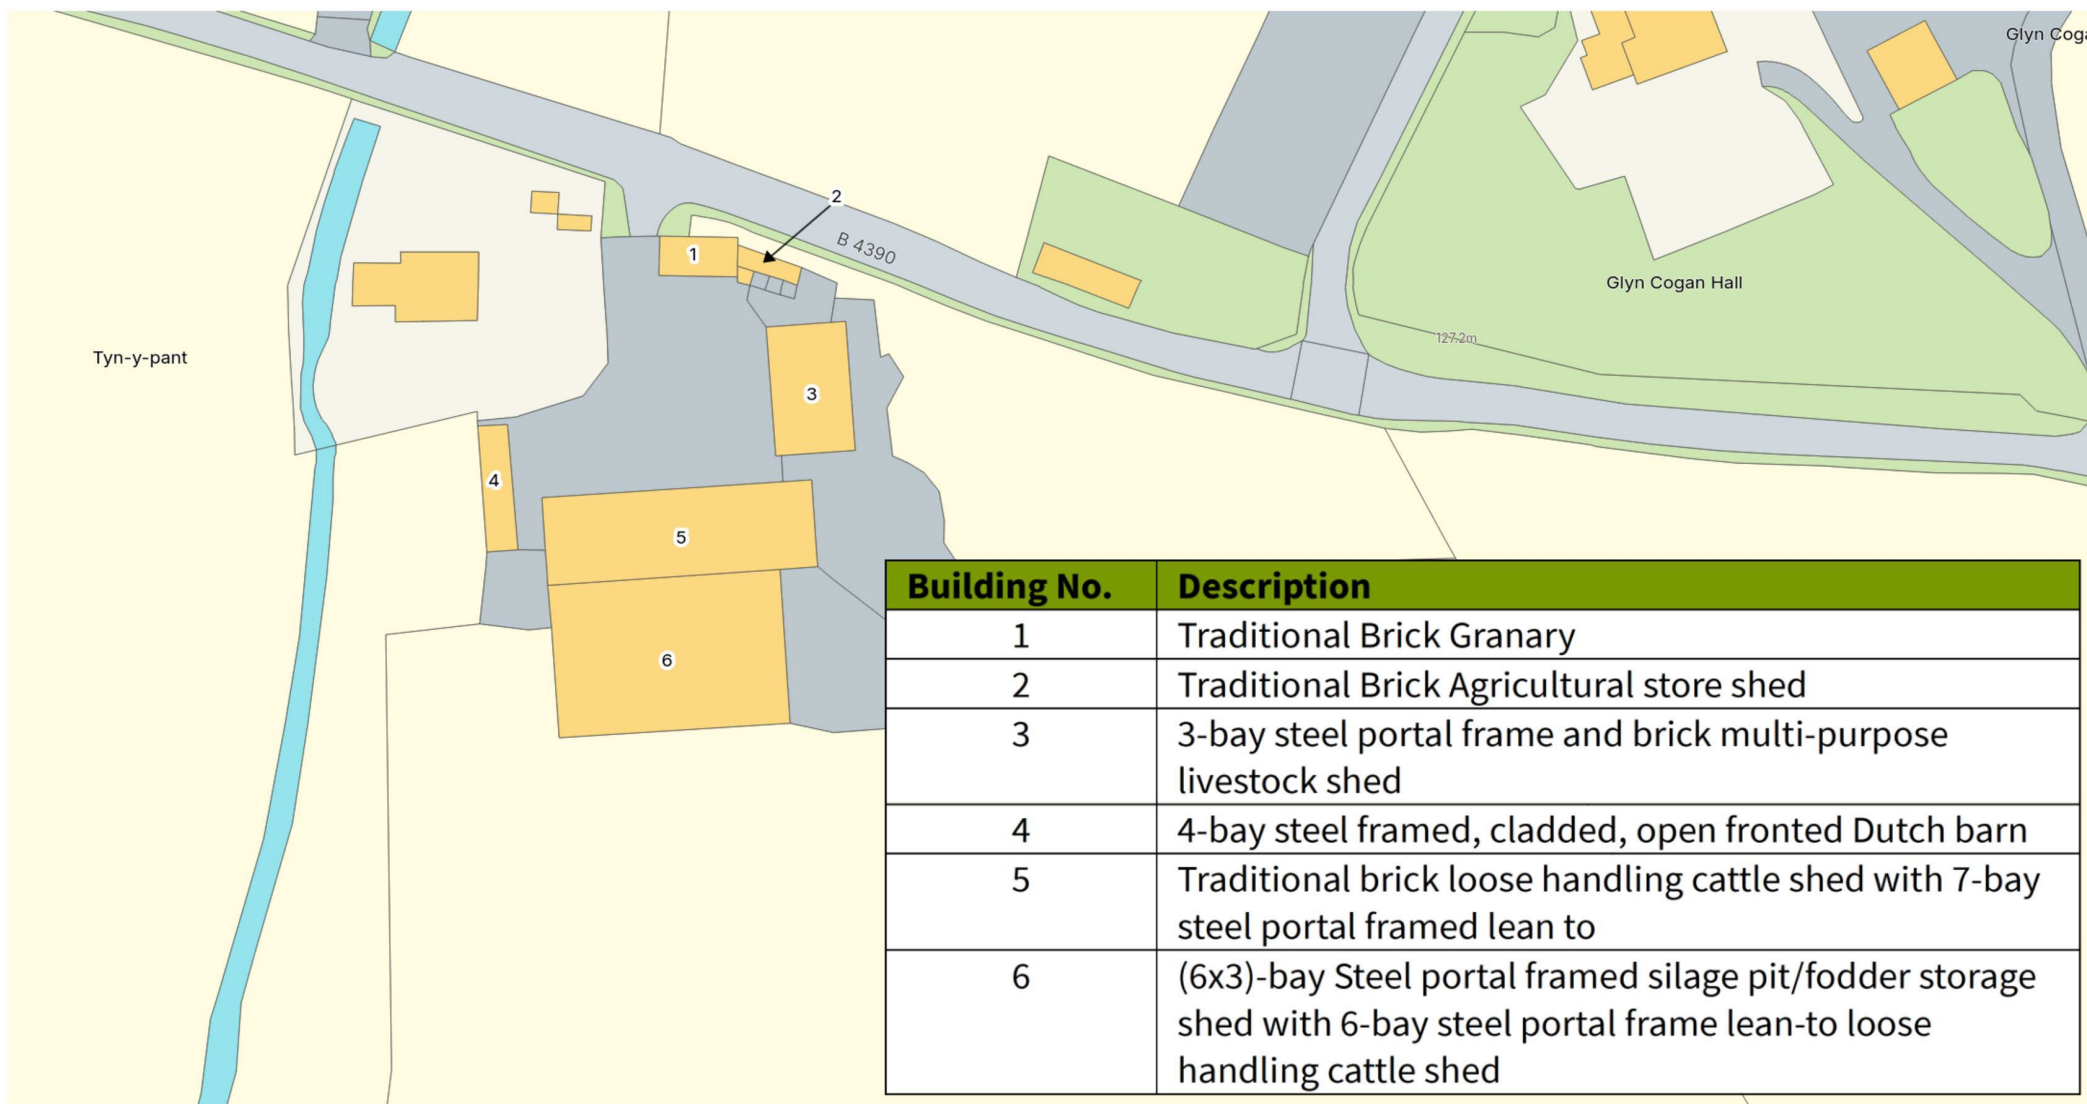 Glyn Coga
2
B 4390
1
Glyn Cogan Hall
127.2m
Tyn-y-pant
3
4
5
6
Building No. Description
1 Traditional Brick Granary
2 Traditional Brick Agricultural store shed
3 3-bay steel portal frame and brick multi-purpose
livestock shed
4 4-bay steel framed, cladded, open fronted Dutch barn
5 Traditional brick loose handling cattle shed with 7-bay
steel portal framed lean to
6 (6x3)-bay Steel portal framed silage pit/fodder storage
shed with 6-bay steel portal frame lean-to loose
handling cattle shed